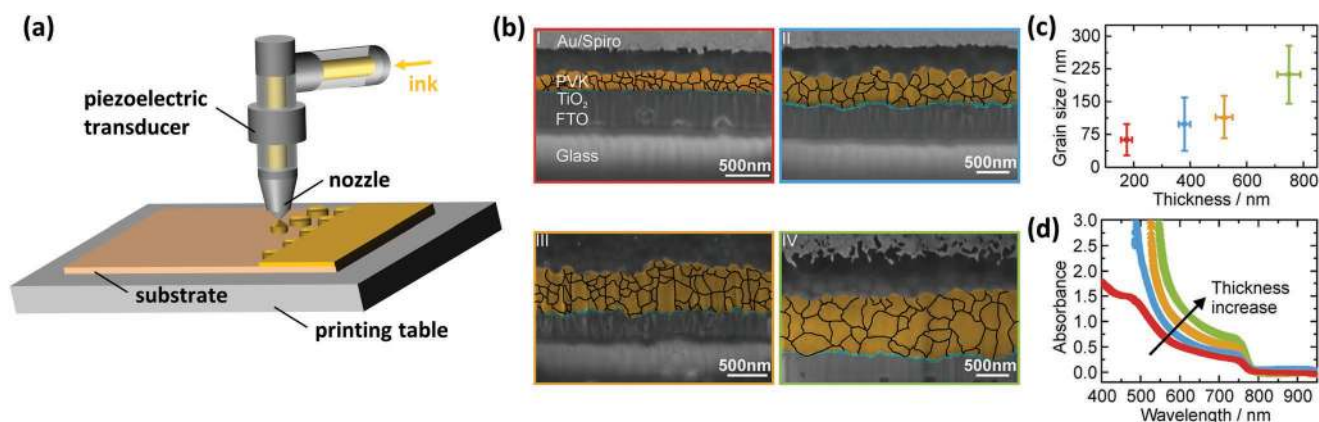 (a)
ink
piezoelectric
transducer
nozzle
substrate
printing table
(b)
I
Au/Spiro
PVK
TiO₂
FTO
Glass
500nm
II
500nm
III
500nm
IV
500nm
(c)
300
225
150
75
0
Grain size / nm
200 400 600 800
Thickness / nm
(d)
3.0
2.5
2.0
1.5
1.0
0.5
0.0
Absorbance
Thickness
increase
400 500 600 700 800 900
Wavelength / nm